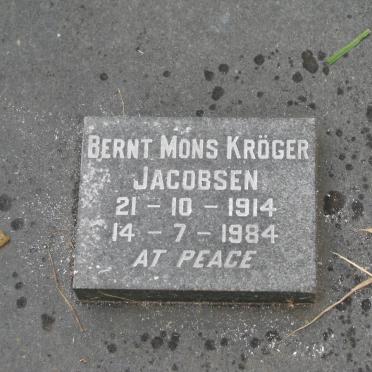 BERNT MONS KRÖGER
JACOBSEN
21 - 10 - 1914
14 - 7 - 1984
AT PEACE